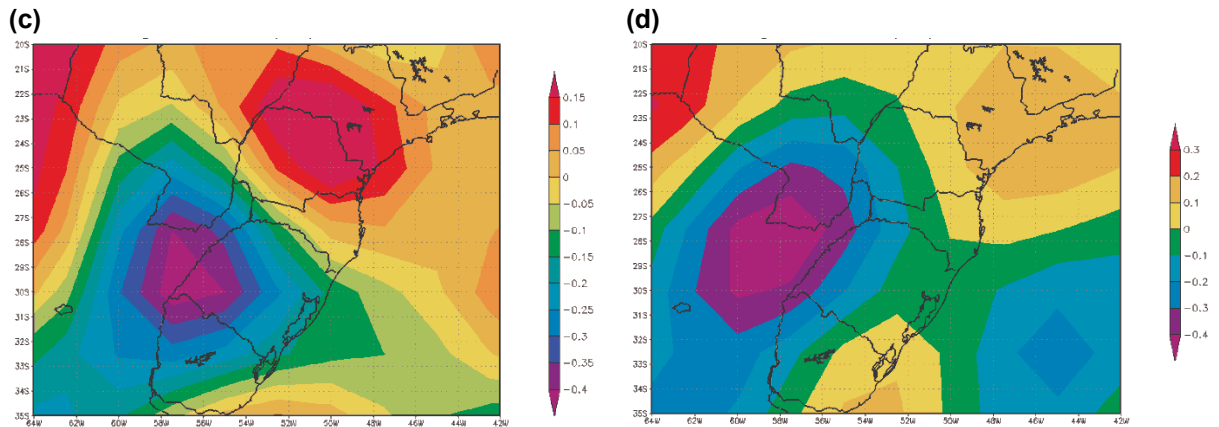 (c)
(d)
20S
21S
22S
23S
24S
25S
26S
27S
28S
29S
30S
31S
32S
33S
34S
35S
64W 62W 60W 58W 56W 54W 52W 50W 48W 46W 44W 42W
0.15
0.1
0.05
0
-0.05
-0.1
-0.15
-0.2
-0.25
-0.3
-0.35
-0.4
20S
21S
22S
23S
24S
25S
26S
27S
28S
29S
30S
31S
32S
33S
34S
35S
64W 62W 60W 58W 56W 54W 52W 50W 48W 46W 44W 42W
0.3
0.2
0.1
0
-0.1
-0.2
-0.3
-0.4